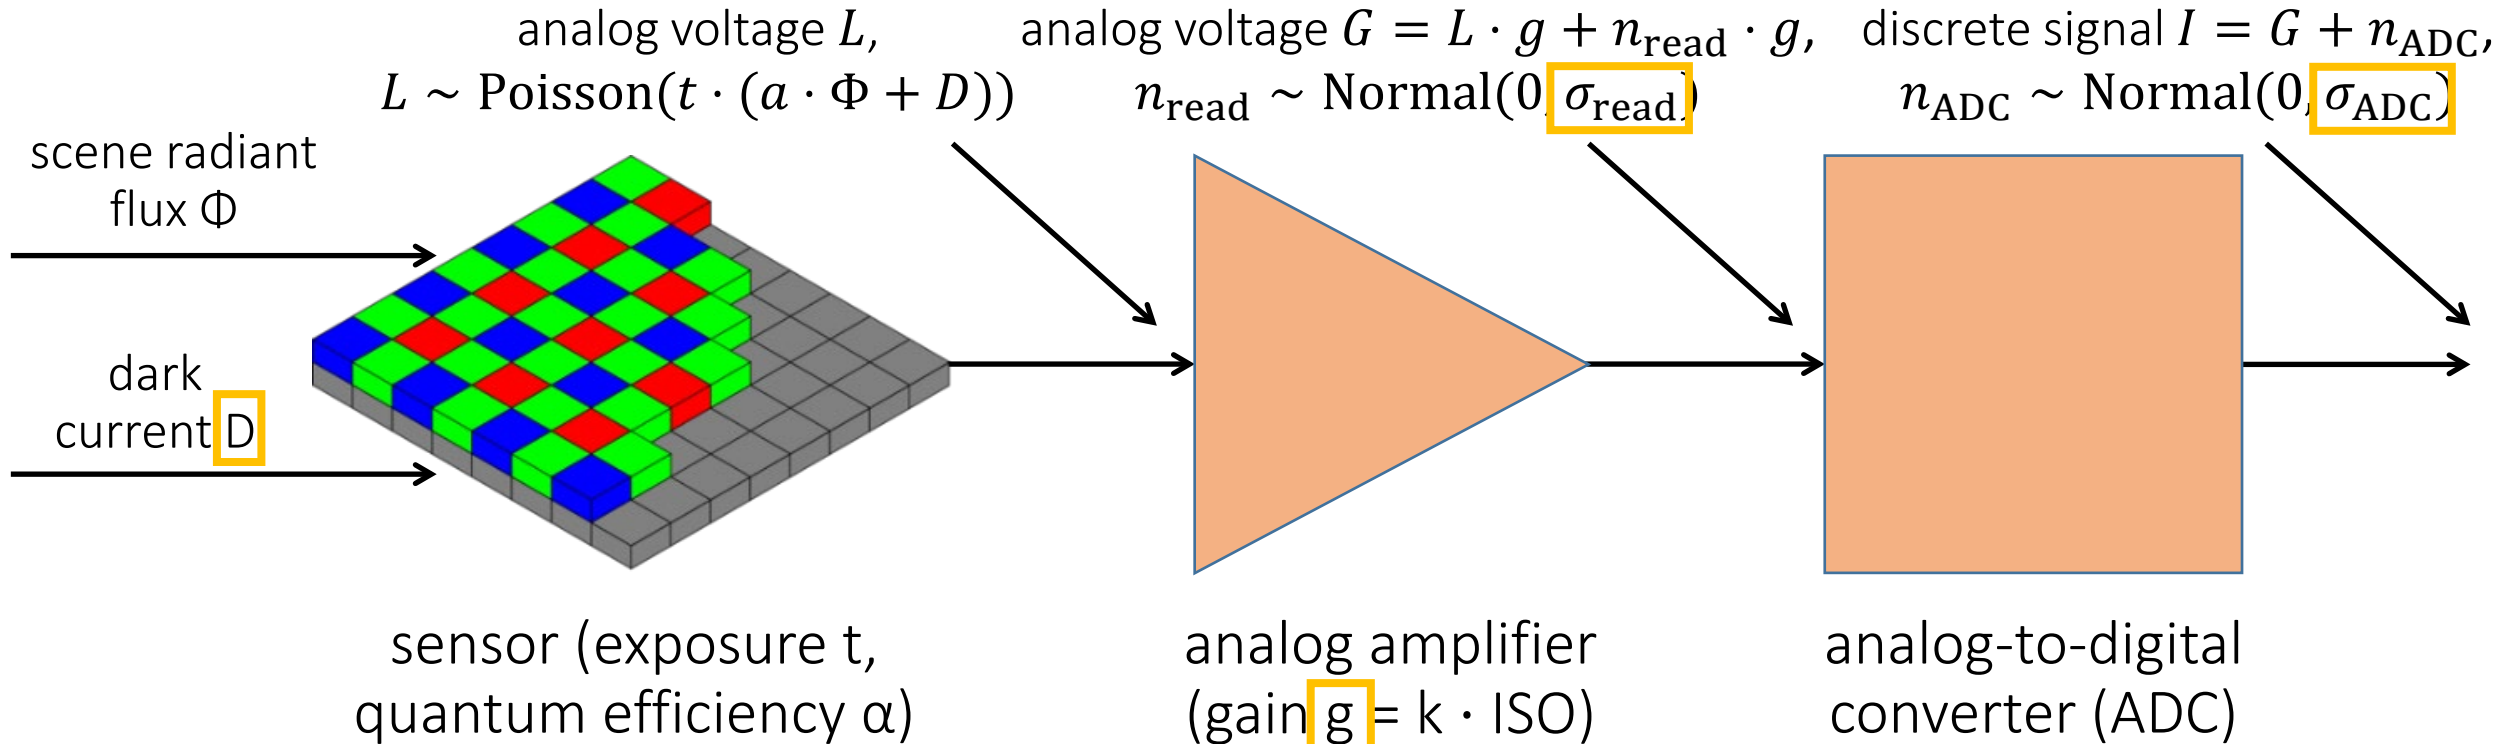 analog voltage L,
L ~ Poisson(t · (a · Φ + D))
analog voltage G = L · g + n_read · g,
n_read ~ Normal(0, σ_read)
discrete signal I = G + n_ADC,
n_ADC ~ Normal(0, σ_ADC)
scene radiant
flux Φ
dark
current D
sensor (exposure t,
quantum efficiency α)
analog amplifier
(gain g = k · ISO)
analog-to-digital
converter (ADC)